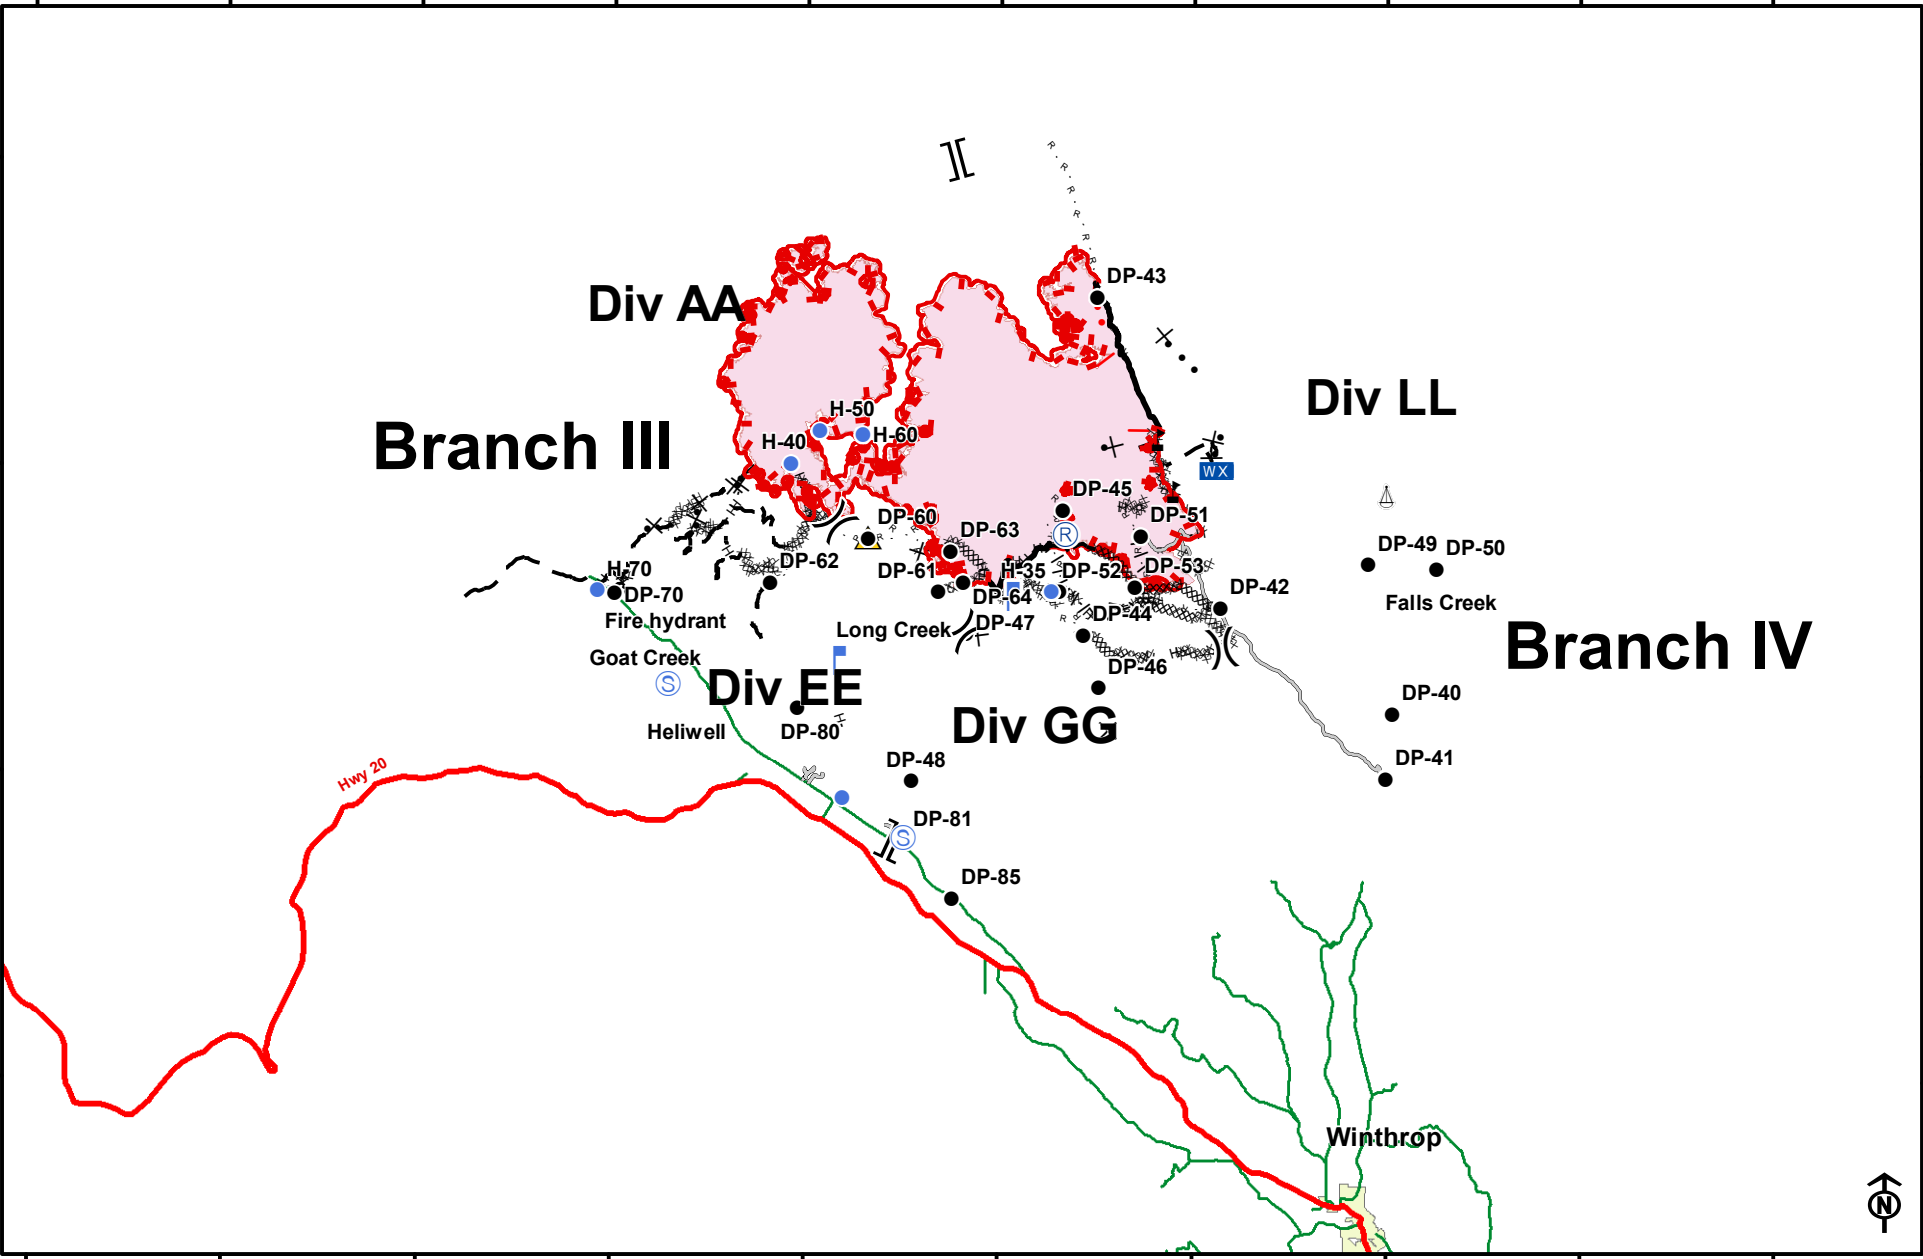 DP-43
Div AA
Div LL
H-50
Branch III
H-40
H-60
WX
DP-45
DP-60
DP-51
DP-63
R
DP-49
DP-50
DP-62
DP-61
H-35
DP-52
DP-53
H-70
DP-70
DP-64
DP-42
Falls Creek
Fire hydrant
Long Creek
DP-47
DP-44
Branch IV
Goat Creek
S
Div EE
DP-46
DP-40
Heliwell
DP-80
Div GG
DP-48
DP-41
Hwy 20
DP-81
S
DP-85
Winthrop
N